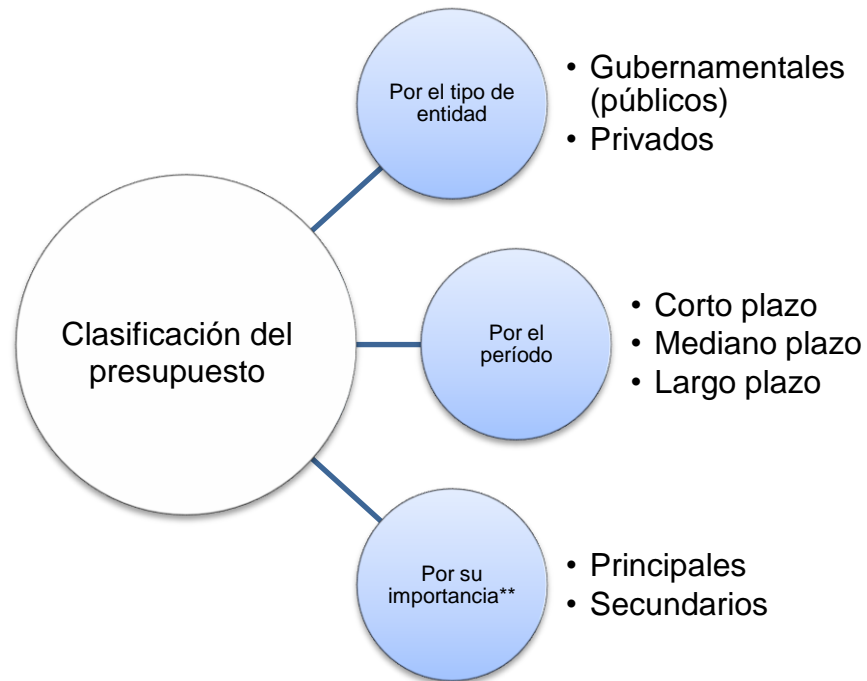 Clasificación del
presupuesto
Por el tipo de
entidad
• Gubernamentales
(públicos)
• Privados
Por el
período
• Corto plazo
• Mediano plazo
• Largo plazo
Por su
importancia**
• Principales
• Secundarios